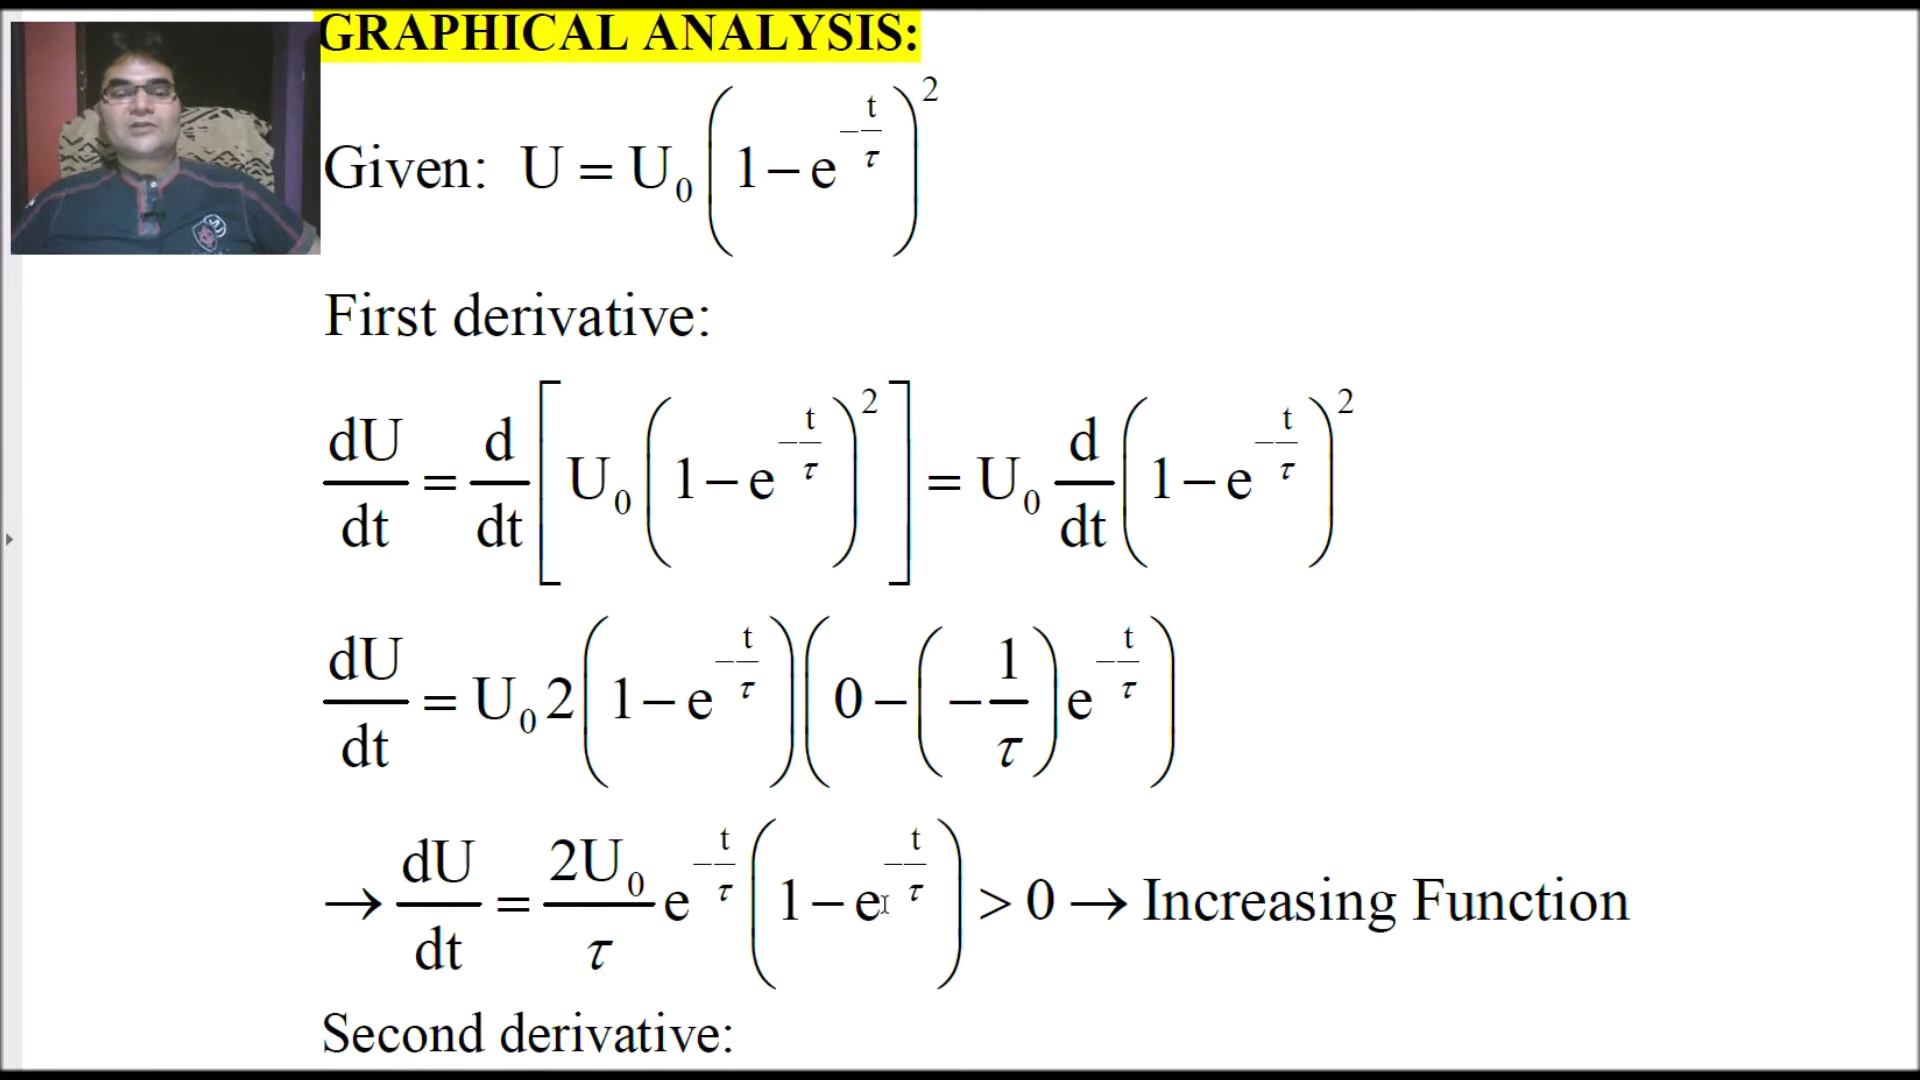 GRAPHICAL ANALYSIS:
Given: U = U₀ (1 − e^(−t/τ))²
First derivative:
dU/dt = d/dt [U₀ (1 − e^(−t/τ))²] = U₀ d/dt (1 − e^(−t/τ))²
dU/dt = U₀ 2 (1 − e^(−t/τ)) (0 − (−1/τ) e^(−t/τ))
→ dU/dt = 2U₀/τ e^(−t/τ) (1 − e^(−t/τ)) > 0 → Increasing Function
Second derivative: